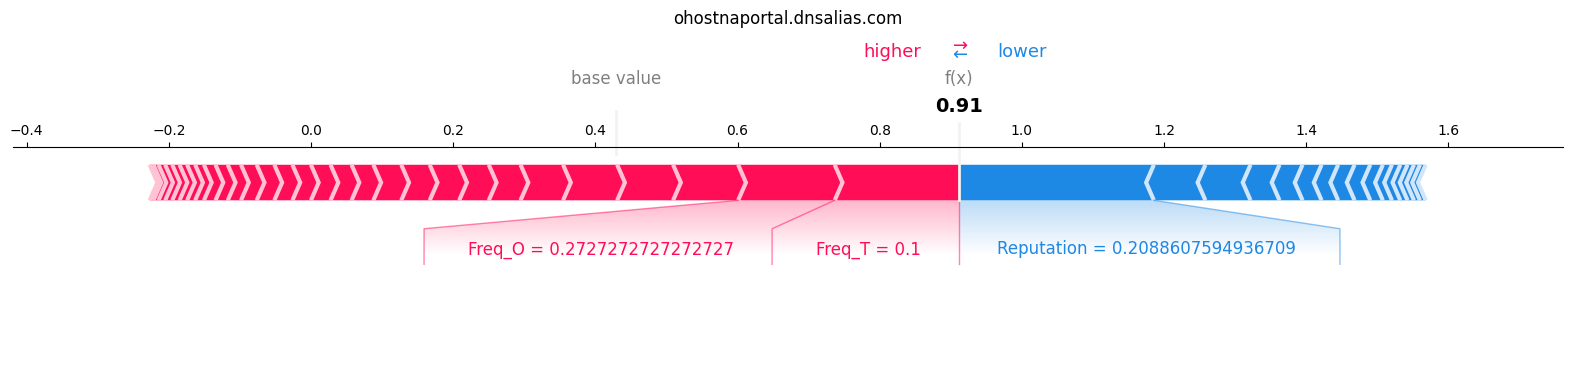 ohostnaportal.dnsalias.com
higher ⇄ lower
base value f(x)
0.91
−0.4 −0.2 0.0 0.2 0.4 0.6 0.8 1.0 1.2 1.4 1.6
Freq_O = 0.2727272727272727 Freq_T = 0.1 Reputation = 0.2088607594936709